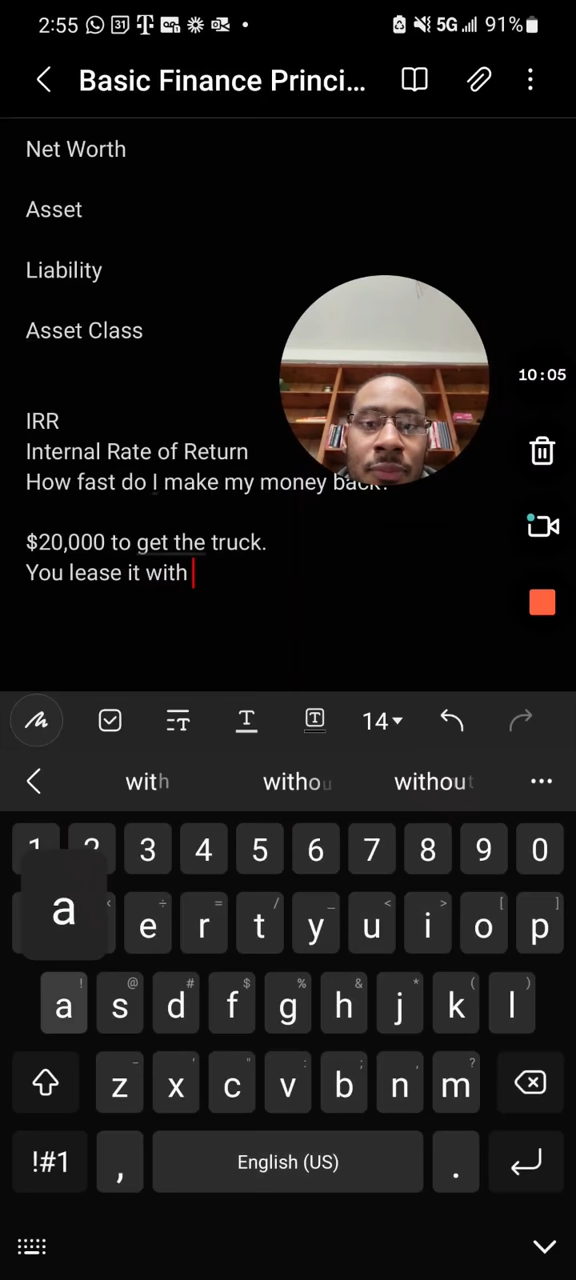 2:55 31 5G 91%
Basic Finance Princi...
Net Worth
Asset
Liability
Asset Class
10:05
IRR
Internal Rate of Return
How fast do I make my money back?
$20,000 to get the truck.
You lease it with
14
with withou without
1 2 3 4 5 6 7 8 9 0
a e r t y u i o p
a s d f g h j k l
z x c v b n m
!#1 , English (US) .